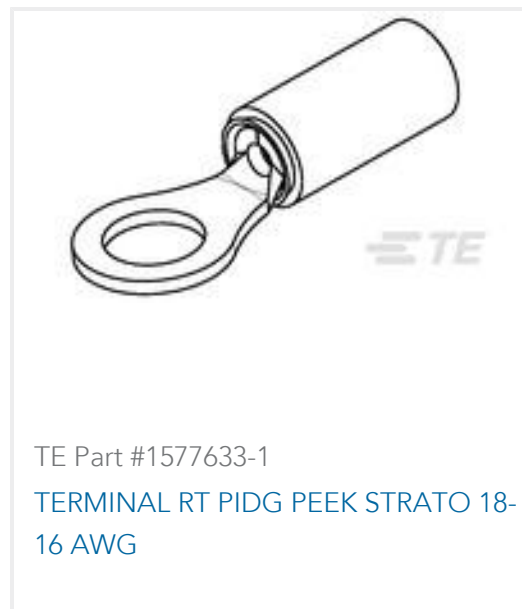 TE
TE Part #1577633-1
TERMINAL RT PIDG PEEK STRATO 18-
16 AWG